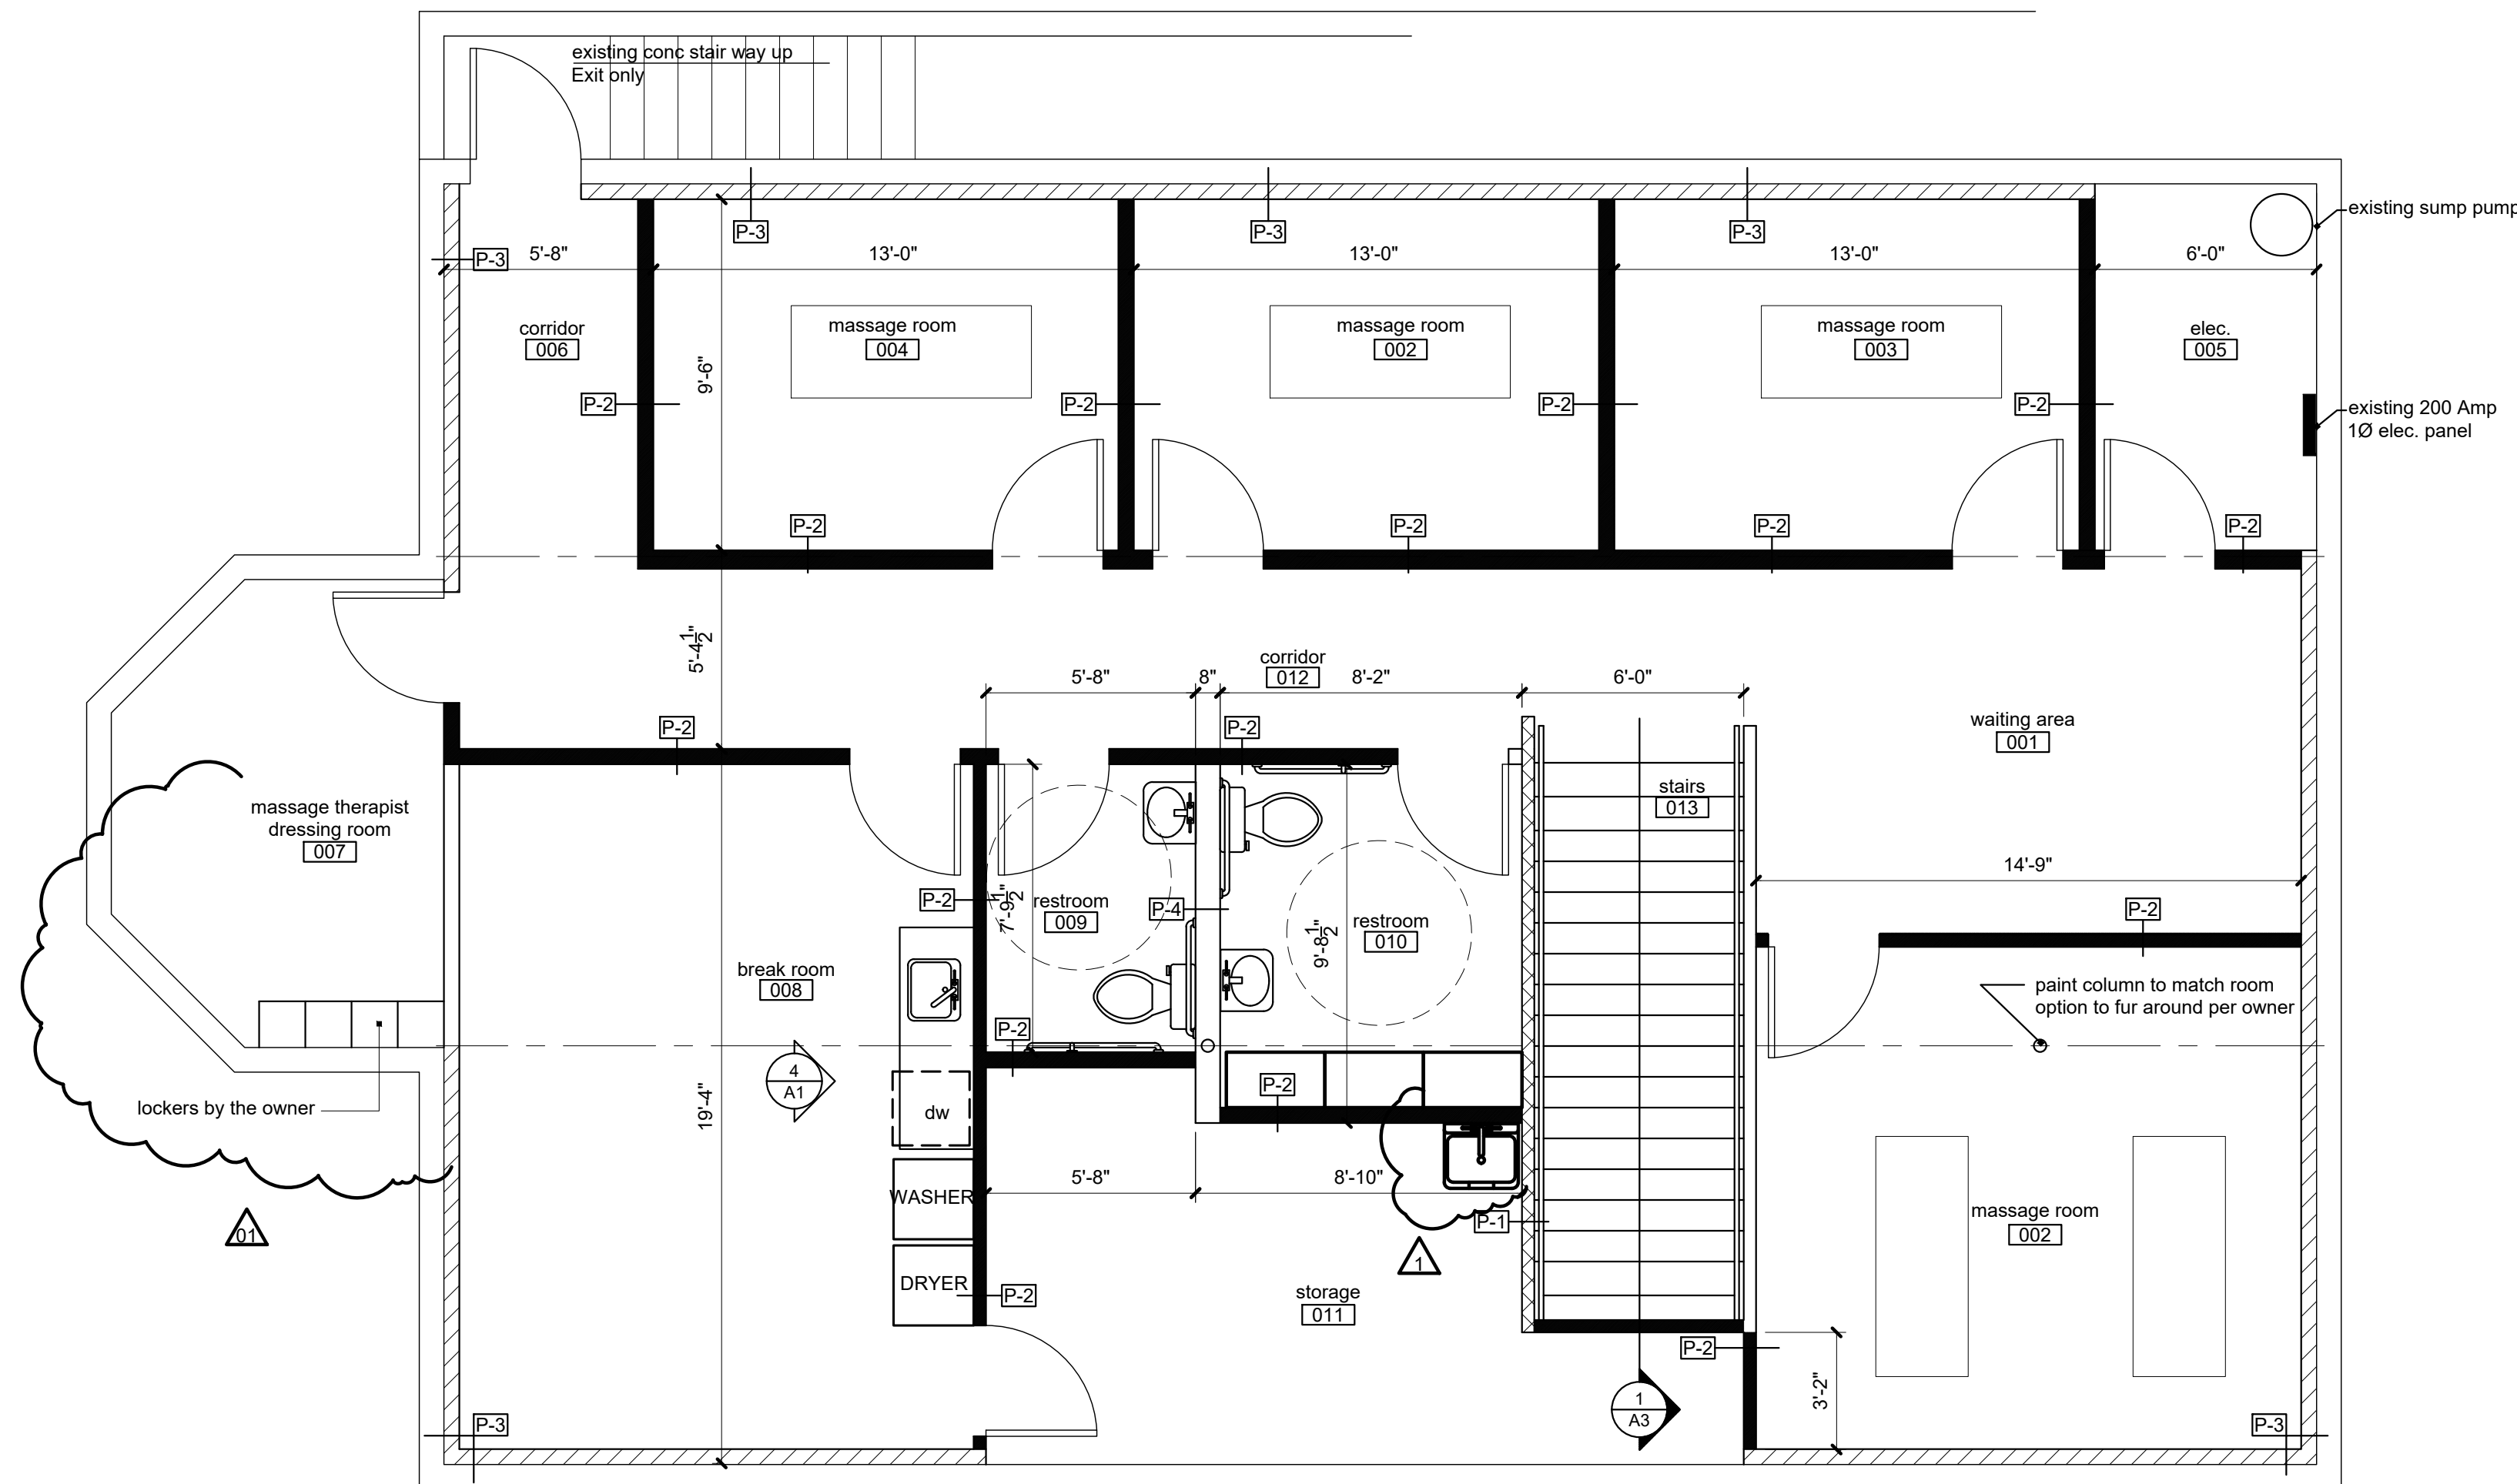 existing conc stair way up
Exit only
existing sump pump
P-3
P-3
P-3
P-3
5'-8"
13'-0"
13'-0"
13'-0"
6'-0"
corridor
006
massage room
004
massage room
002
massage room
003
elec.
005
9'-6"
P-2
P-2
P-2
P-2
existing 200 Amp
1Ø elec. panel
P-2
P-2
P-2
P-2
5'-4 1/2"
corridor
012
5'-8"
8"
8'-2"
6'-0"
P-2
P-2
waiting area
001
stairs
013
massage therapist
dressing room
007
14'-9"
P-2
7'-9 1/2"
restroom
009
P-4
9'-8 1/2"
restroom
010
P-2
break room
008
paint column to match room
option to fur around per owner
P-2
4
A1
P-2
lockers by the owner
19'-4"
dw
5'-8"
8'-10"
WASHER
P-1
massage room
002
01
1
DRYER
P-2
storage
011
P-2
3'-2"
1
A3
P-3
P-3